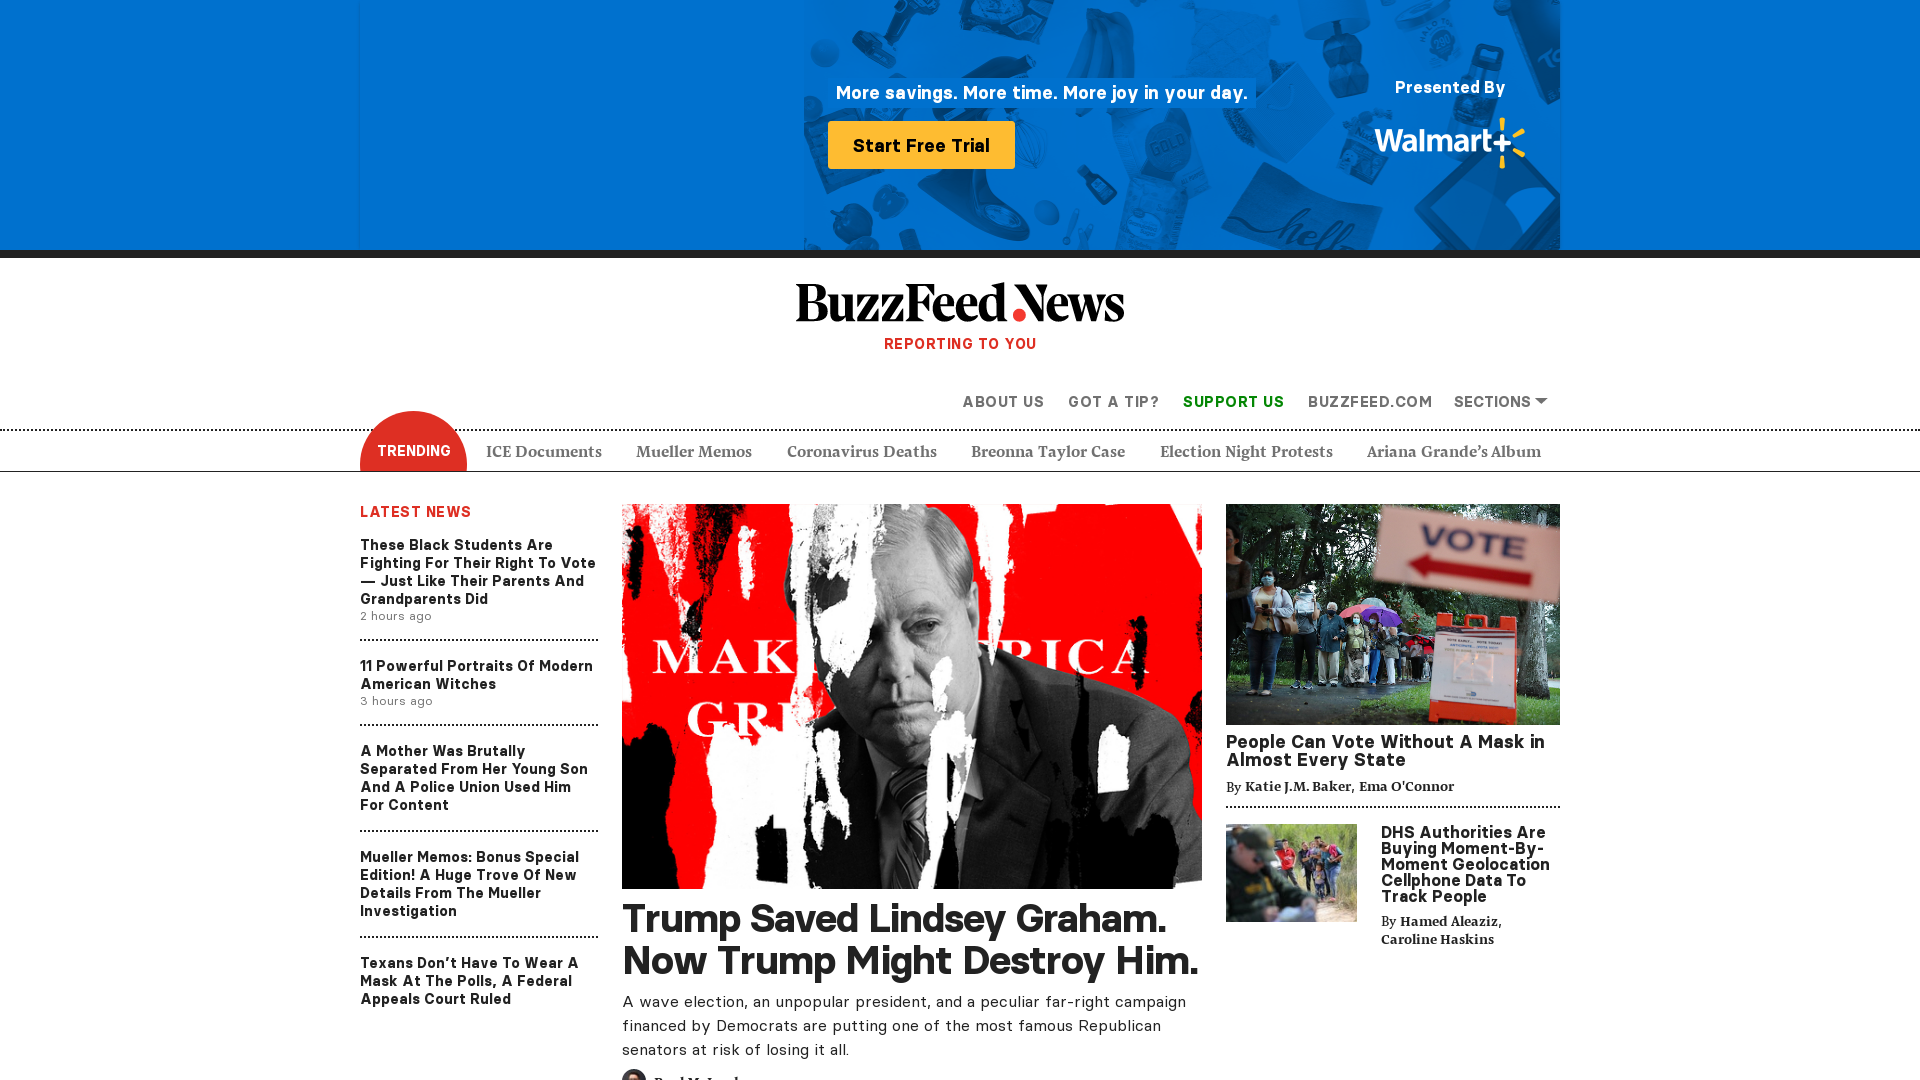 More savings. More time. More joy in your day.
Start Free Trial
Presented By
Walmart+
BuzzFeed News
REPORTING TO YOU
ABOUT US
GOT A TIP?
SUPPORT US
BUZZFEED.COM
SECTIONS
TRENDING
ICE Documents
Mueller Memos
Coronavirus Deaths
Breonna Taylor Case
Election Night Protests
Ariana Grande’s Album
LATEST NEWS
These Black Students Are
Fighting For Their Right To Vote
— Just Like Their Parents And
Grandparents Did
2 hours ago
11 Powerful Portraits Of Modern
American Witches
3 hours ago
A Mother Was Brutally
Separated From Her Young Son
And A Police Union Used Him
For Content
Mueller Memos: Bonus Special
Edition! A Huge Trove Of New
Details From The Mueller
Investigation
Texans Don’t Have To Wear A
Mask At The Polls, A Federal
Appeals Court Ruled
Trump Saved Lindsey Graham.
Now Trump Might Destroy Him.
A wave election, an unpopular president, and a peculiar far-right campaign
financed by Democrats are putting one of the most famous Republican
senators at risk of losing it all.
VOTE
People Can Vote Without A Mask in
Almost Every State
By Katie J.M. Baker, Ema O'Connor
DHS Authorities Are
Buying Moment-By-
Moment Geolocation
Cellphone Data To
Track People
By Hamed Aleaziz,
Caroline Haskins